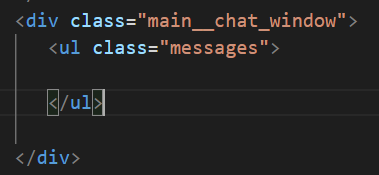 <div class="main__chat_window">
<ul class="messages">
</ul>
</div>